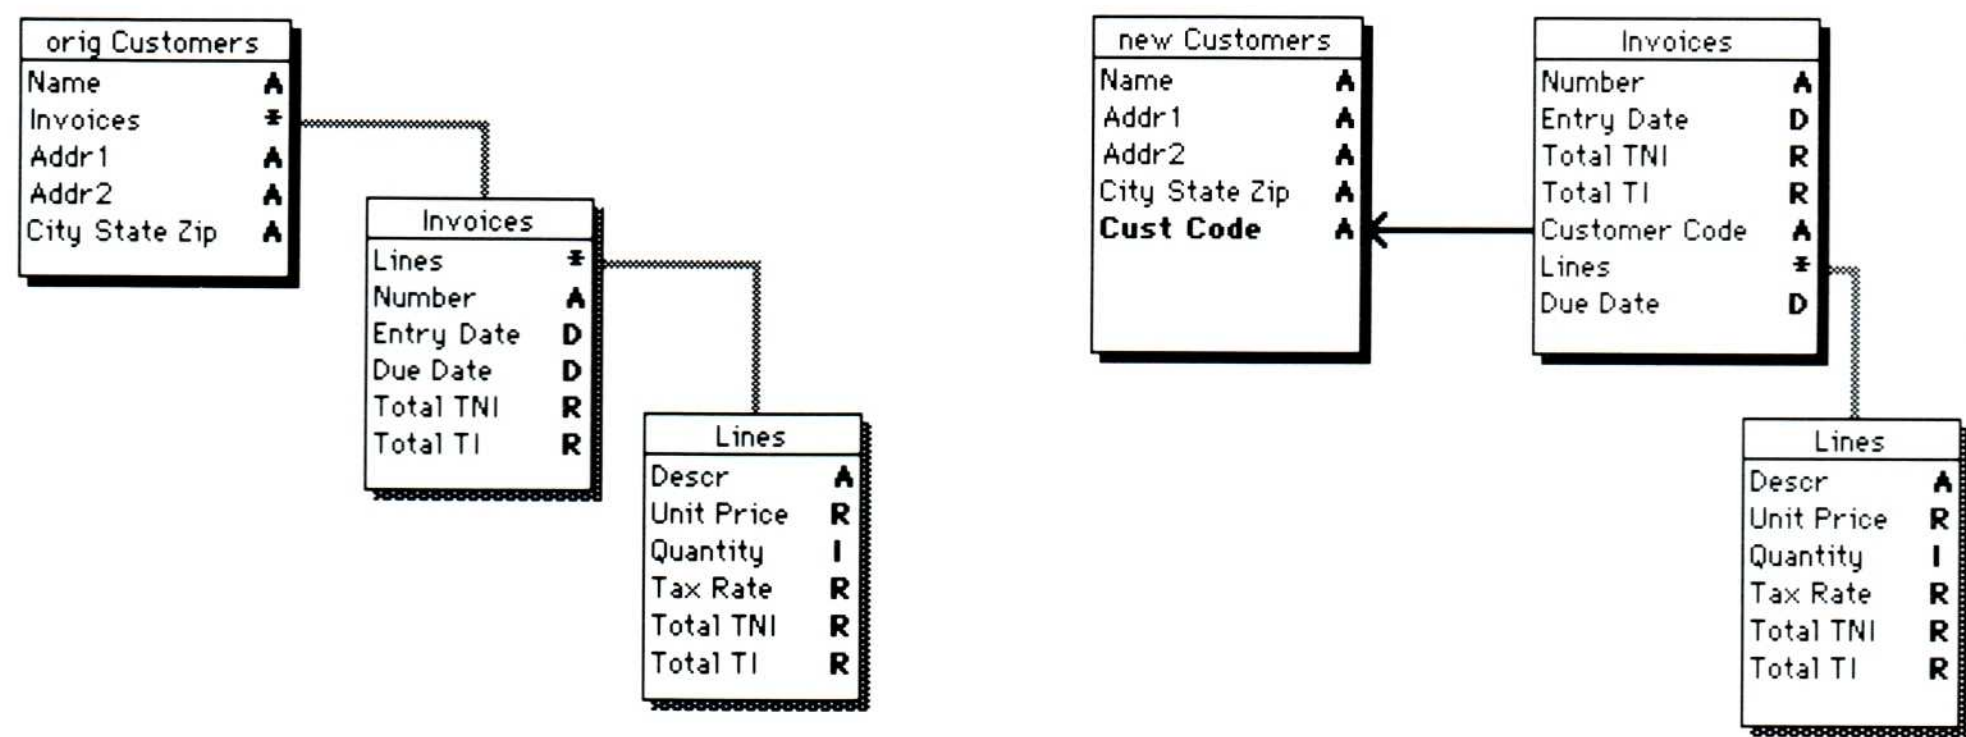 orig Customers
Name A
Invoices *
Addr1 A
Addr2 A
City State Zip A
Invoices
Lines *
Number A
Entry Date D
Due Date D
Total TNI R
Total TI R
Lines
Descr A
Unit Price R
Quantity I
Tax Rate R
Total TNI R
Total TI R
new Customers
Name A
Addr1 A
Addr2 A
City State Zip A
Cust Code A
Invoices
Number A
Entry Date D
Total TNI R
Total TI R
Customer Code A
Lines *
Due Date D
Lines
Descr A
Unit Price R
Quantity I
Tax Rate R
Total TNI R
Total TI R